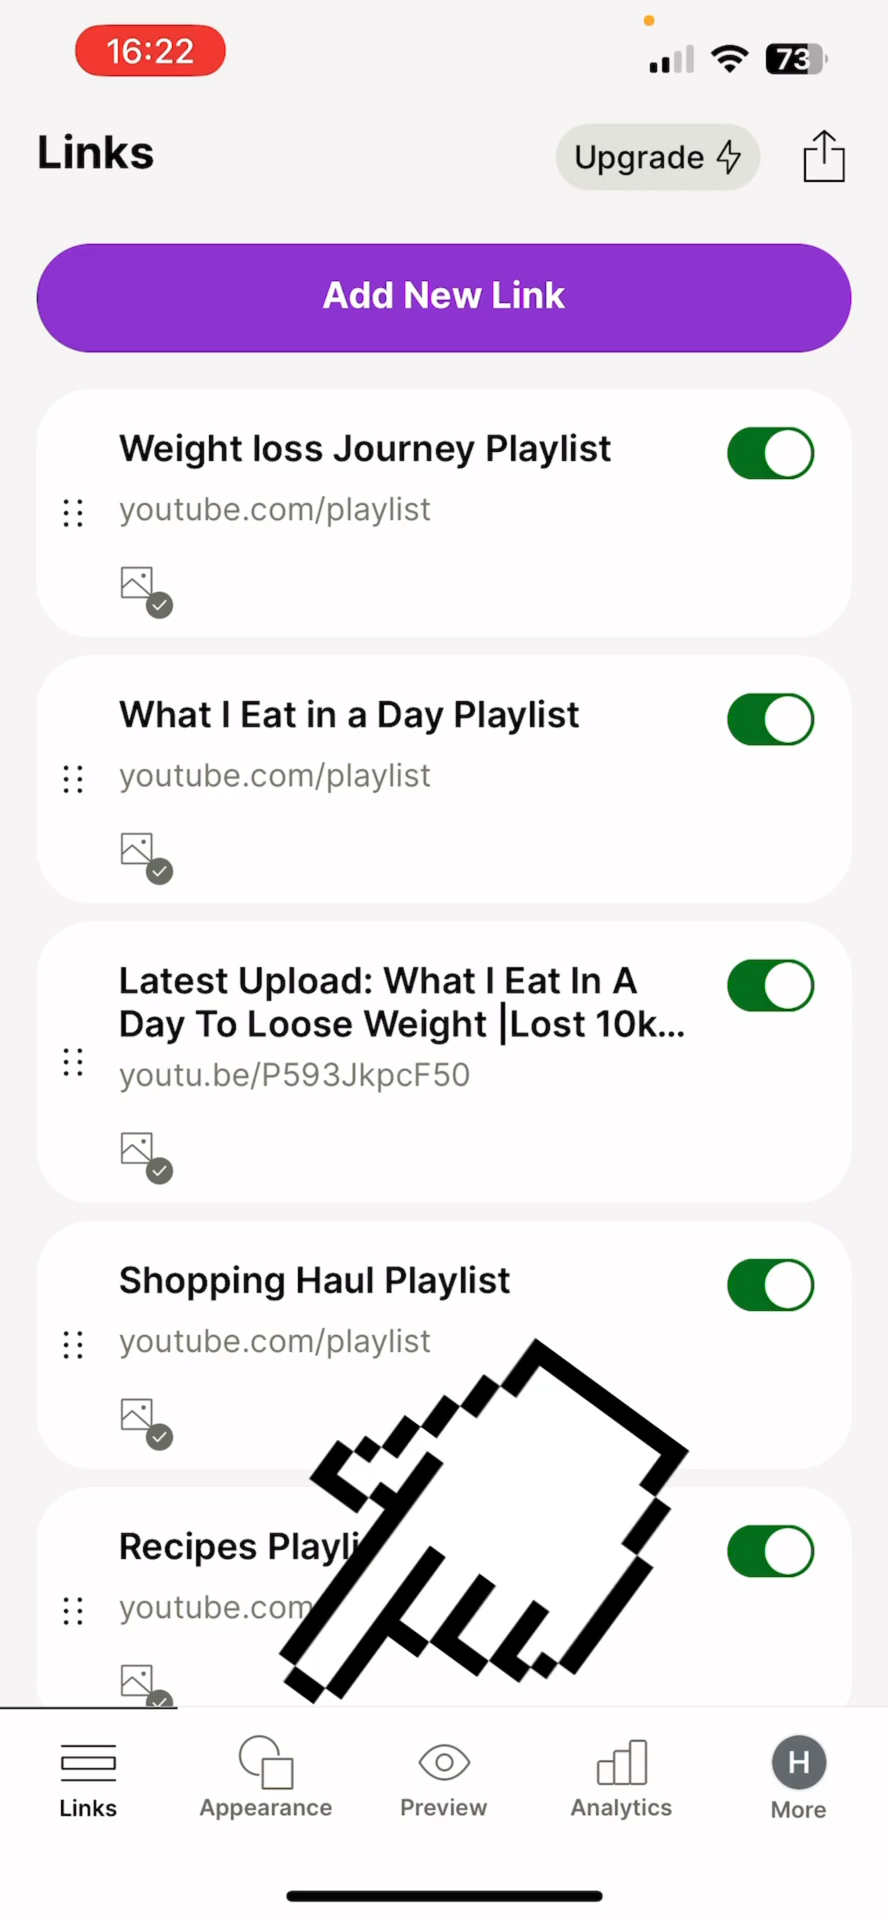 16:22
73
Links
Upgrade
Add New Link
Weight loss Journey Playlist
youtube.com/playlist
What I Eat in a Day Playlist
youtube.com/playlist
Latest Upload: What I Eat In A
Day To Loose Weight |Lost 10k...
youtu.be/P593JkpcF50
Shopping Haul Playlist
youtube.com/playlist
Recipes Playli
youtube.com
Links
Appearance
Preview
Analytics
H
More